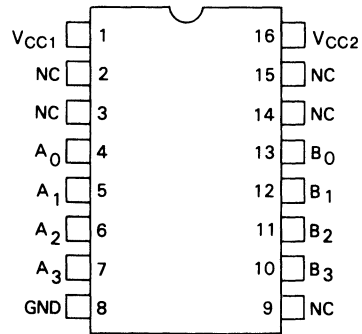 VCC1 1 16 VCC2
NC 2 15 NC
NC 3 14 NC
A0 4 13 B0
A1 5 12 B1
A2 6 11 B2
A3 7 10 B3
GND 8 9 NC